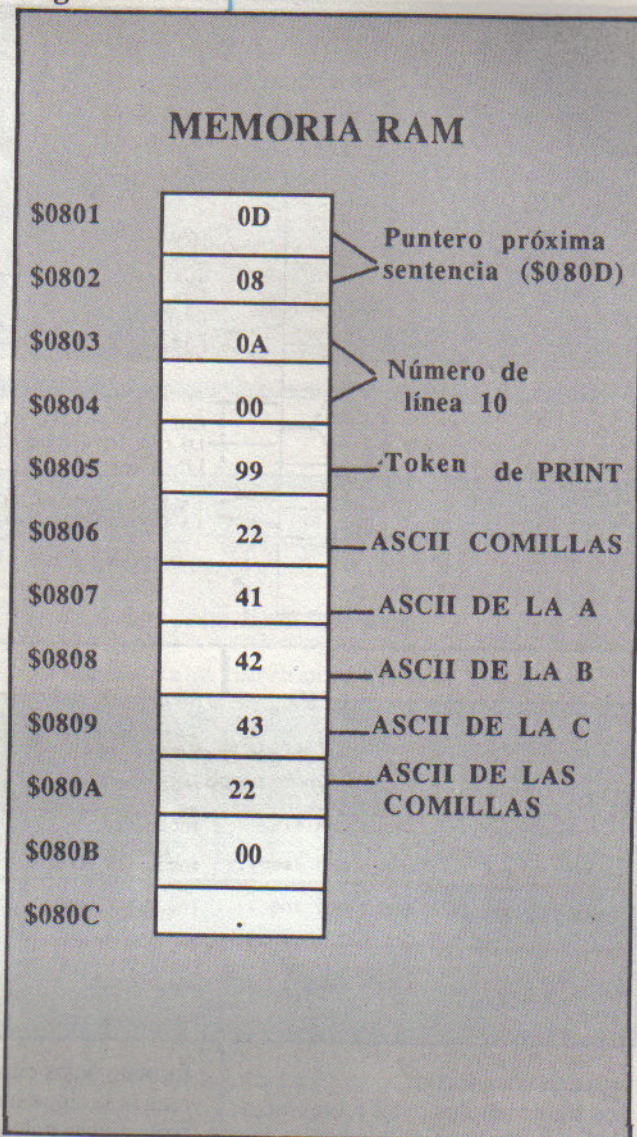 MEMORIA RAM
$0801 0D
Puntero próxima
$0802 08 sentencia ($080D)
$0803 0A
Número de
$0804 00 línea 10
$0805 99 Token de PRINT
$0806 22 ASCII COMILLAS
$0807 41 ASCII DE LA A
$0808 42 ASCII DE LA B
$0809 43 ASCII DE LA C
$080A 22 ASCII DE LAS
COMILLAS
$080B 00
$080C .